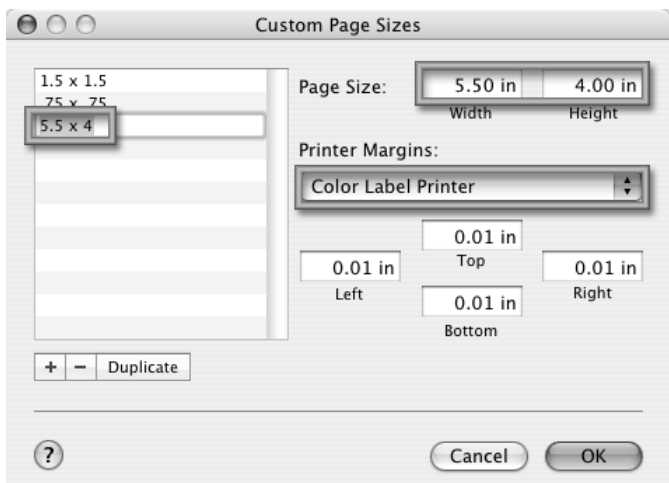 Custom Page Sizes
1.5 x 1.5
.75 x .75
5.5 x 4
Page Size:
5.50 in
4.00 in
Width
Height
Printer Margins:
Color Label Printer
0.01 in
Top
0.01 in
Left
0.01 in
Right
0.01 in
Bottom
+ − Duplicate
?
Cancel
OK